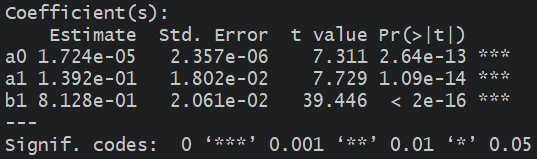 Coefficient(s):
Estimate Std. Error t value Pr(>|t|)
a0 1.724e-05 2.357e-06 7.311 2.64e-13 ***
a1 1.392e-01 1.802e-02 7.729 1.09e-14 ***
b1 8.128e-01 2.061e-02 39.446 < 2e-16 ***
---
Signif. codes: 0 ‘***’ 0.001 ‘**’ 0.01 ‘*’ 0.05